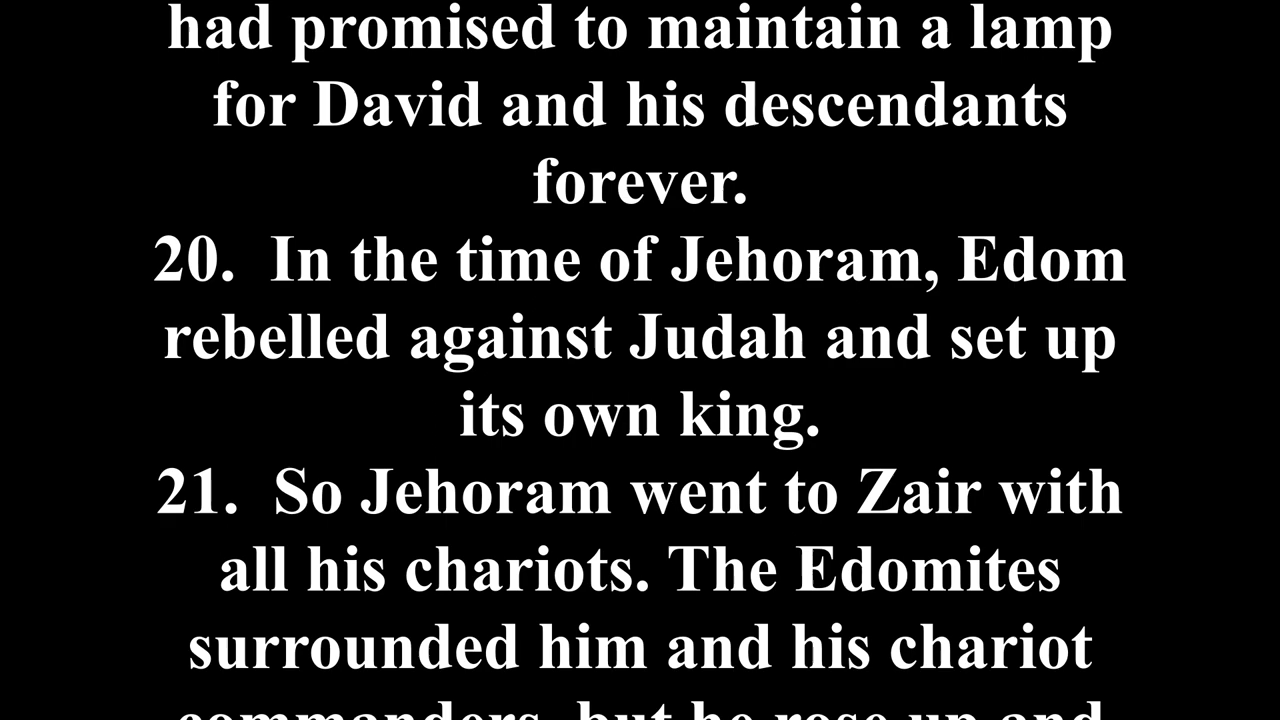 had promised to maintain a lamp
for David and his descendants
forever.
20.  In the time of Jehoram, Edom
rebelled against Judah and set up
its own king.
21.  So Jehoram went to Zair with
all his chariots. The Edomites
surrounded him and his chariot
commanders, but he rose up and